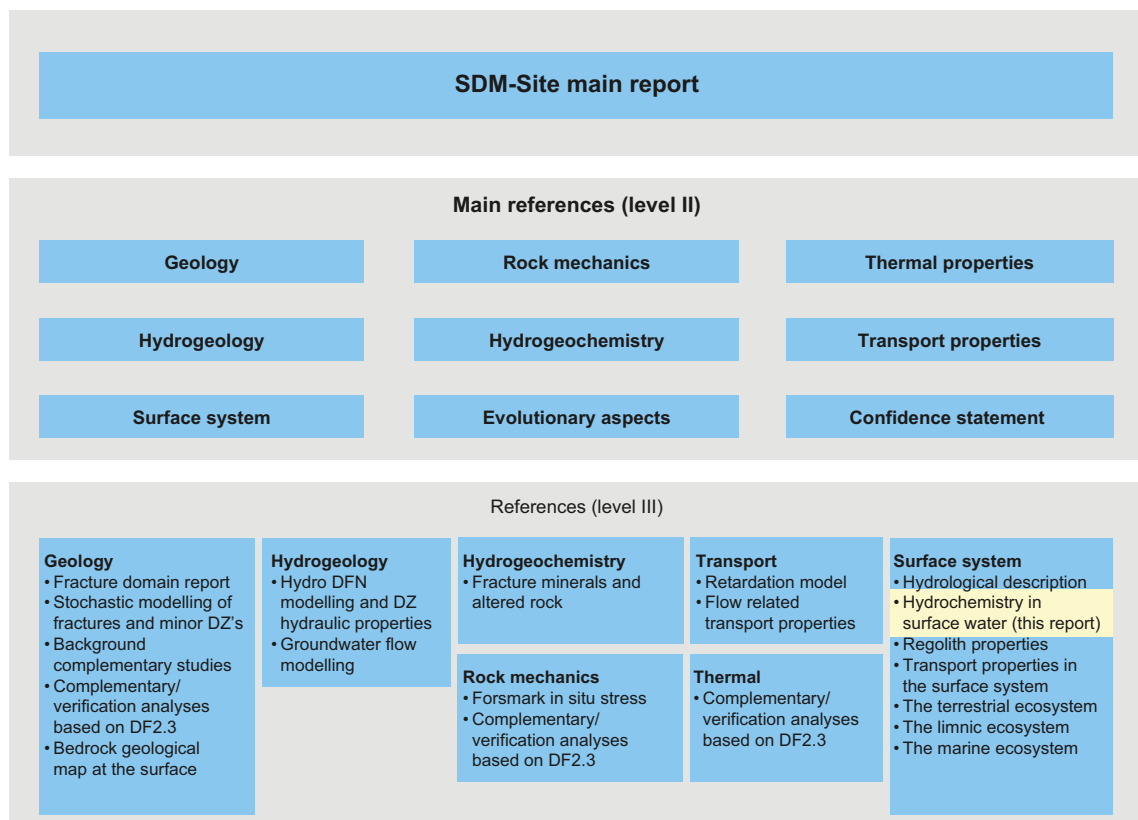 SDM-Site main report
Main references (level II)
Geology
Rock mechanics
Thermal properties
Hydrogeology
Hydrogeochemistry
Transport properties
Surface system
Evolutionary aspects
Confidence statement
References (level III)
Geology
• Fracture domain report
• Stochastic modelling of
fractures and minor DZ's
• Background
complementary studies
• Complementary/
verification analyses
based on DF2.3
• Bedrock geological
map at the surface
Hydrogeology
• Hydro DFN
modelling and DZ
hydraulic properties
• Groundwater flow
modelling
Hydrogeochemistry
• Fracture minerals and
altered rock
Rock mechanics
• Forsmark in situ stress
• Complementary/
verification analyses
based on DF2.3
Transport
• Retardation model
• Flow related
transport properties
Thermal
• Complementary/
verification analyses
based on DF2.3
Surface system
• Hydrological description
• Hydrochemistry in
surface water (this report)
• Regolith properties
• Transport properties in
the surface system
• The terrestrial ecosystem
• The limnic ecosystem
• The marine ecosystem